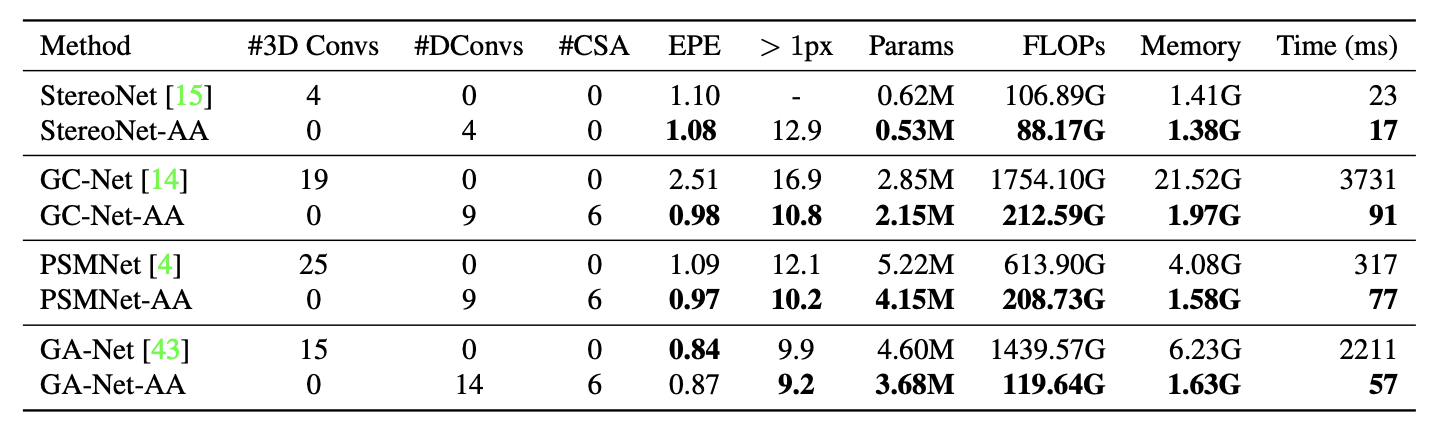 Method #3D Convs #DConvs #CSA EPE > 1px Params FLOPs Memory Time (ms)
StereoNet [15] 4 0 0 1.10 - 0.62M 106.89G 1.41G 23
StereoNet-AA 0 4 0 1.08 12.9 0.53M 88.17G 1.38G 17
GC-Net [14] 19 0 0 2.51 16.9 2.85M 1754.10G 21.52G 3731
GC-Net-AA 0 9 6 0.98 10.8 2.15M 212.59G 1.97G 91
PSMNet [4] 25 0 0 1.09 12.1 5.22M 613.90G 4.08G 317
PSMNet-AA 0 9 6 0.97 10.2 4.15M 208.73G 1.58G 77
GA-Net [43] 15 0 0 0.84 9.9 4.60M 1439.57G 6.23G 2211
GA-Net-AA 0 14 6 0.87 9.2 3.68M 119.64G 1.63G 57